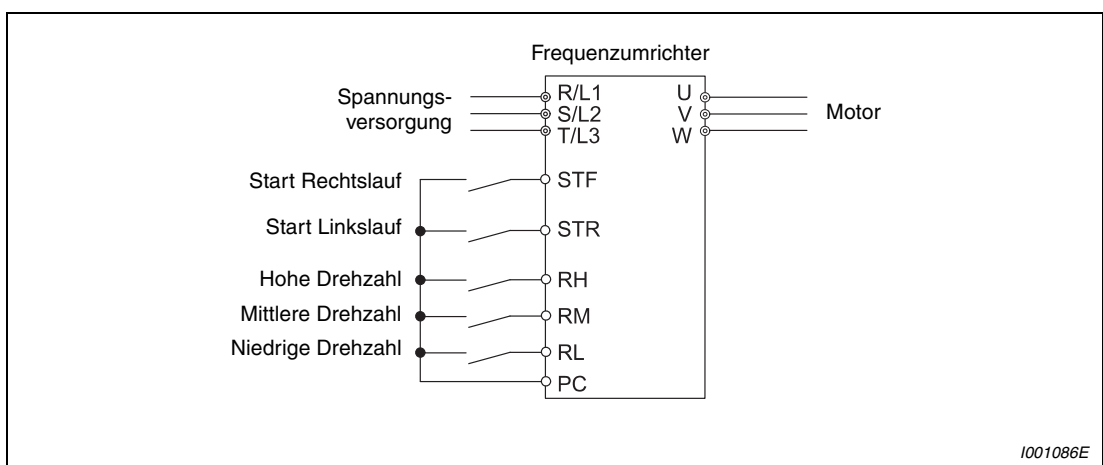 Frequenzumrichter
Spannungs-
versorgung
R/L1
S/L2
T/L3
U
V
W
Motor
Start Rechtslauf
STF
Start Linkslauf
STR
Hohe Drehzahl
RH
Mittlere Drehzahl
RM
Niedrige Drehzahl
RL
PC
I001086E